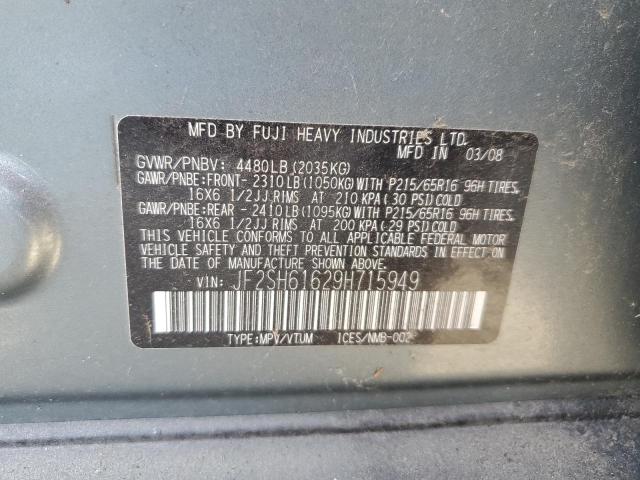 MFD BY FUJI HEAVY INDUSTRIES LTD.
MFD IN 03/08
GVWR/PNBV: 4480LB(2035KG)
GAWR/PNBE:FRONT- 2310LB(1050KG)WITH P215/65R16 96H TIRES,
16X6 1/2JJ RIMS AT 210 KPA( 30 PSI)COLD
GAWR/PNBE: REAR - 2410LB(1095KG)WITH P215/65R16 96H TIRES,
16X6 1/2JJ RIMS AT 200 KPA( 29 PSI)COLD
THIS VEHICLE CONFORMS TO ALL APPLICABLE FEDERAL MOTOR
VEHICLE SAFETY AND THEFT PREVENTION STANDARDS IN EFFECT ON
THE DATE OF MANUFACTURE SHOWN ABOVE.
VIN: JF2SH61629H715949
TYPE:MPV/VTUM ICES/NMB-002